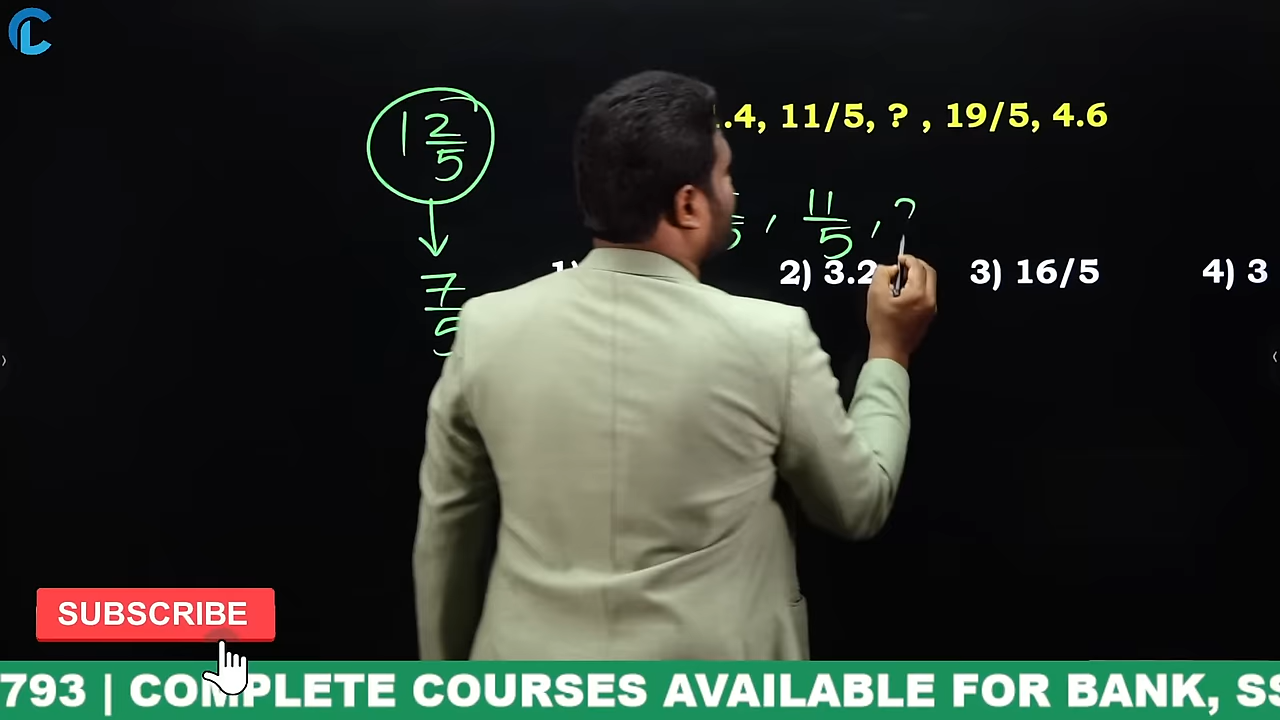 .4, 11/5, ? , 19/5, 4.6
1 2/5
11/5 , ?
2) 3.2
3) 16/5
4) 3
7/5
SUBSCRIBE
793 | COMPLETE COURSES AVAILABLE FOR BANK, SS